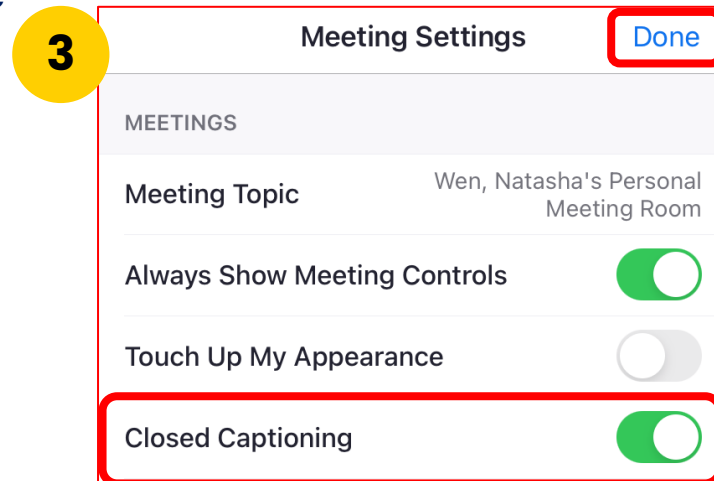 3
Meeting Settings
Done
MEETINGS
Meeting Topic
Wen, Natasha's Personal
Meeting Room
Always Show Meeting Controls
Touch Up My Appearance
Closed Captioning